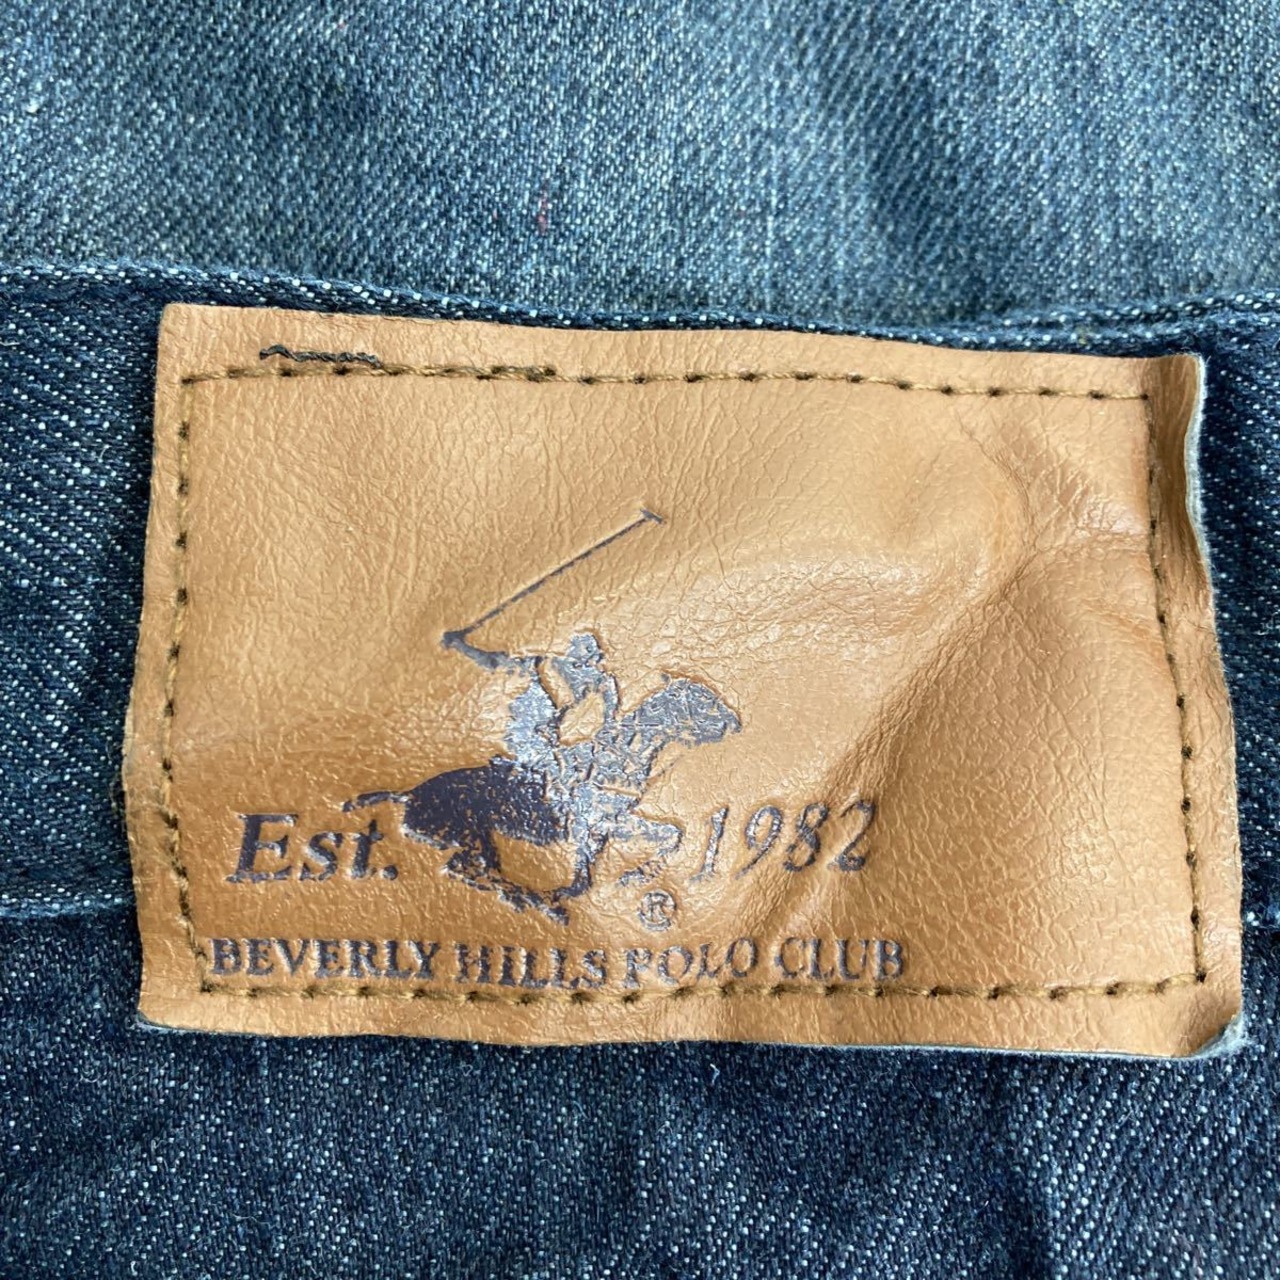 Est. 1982
®
BEVERLY HILLS POLO CLUB